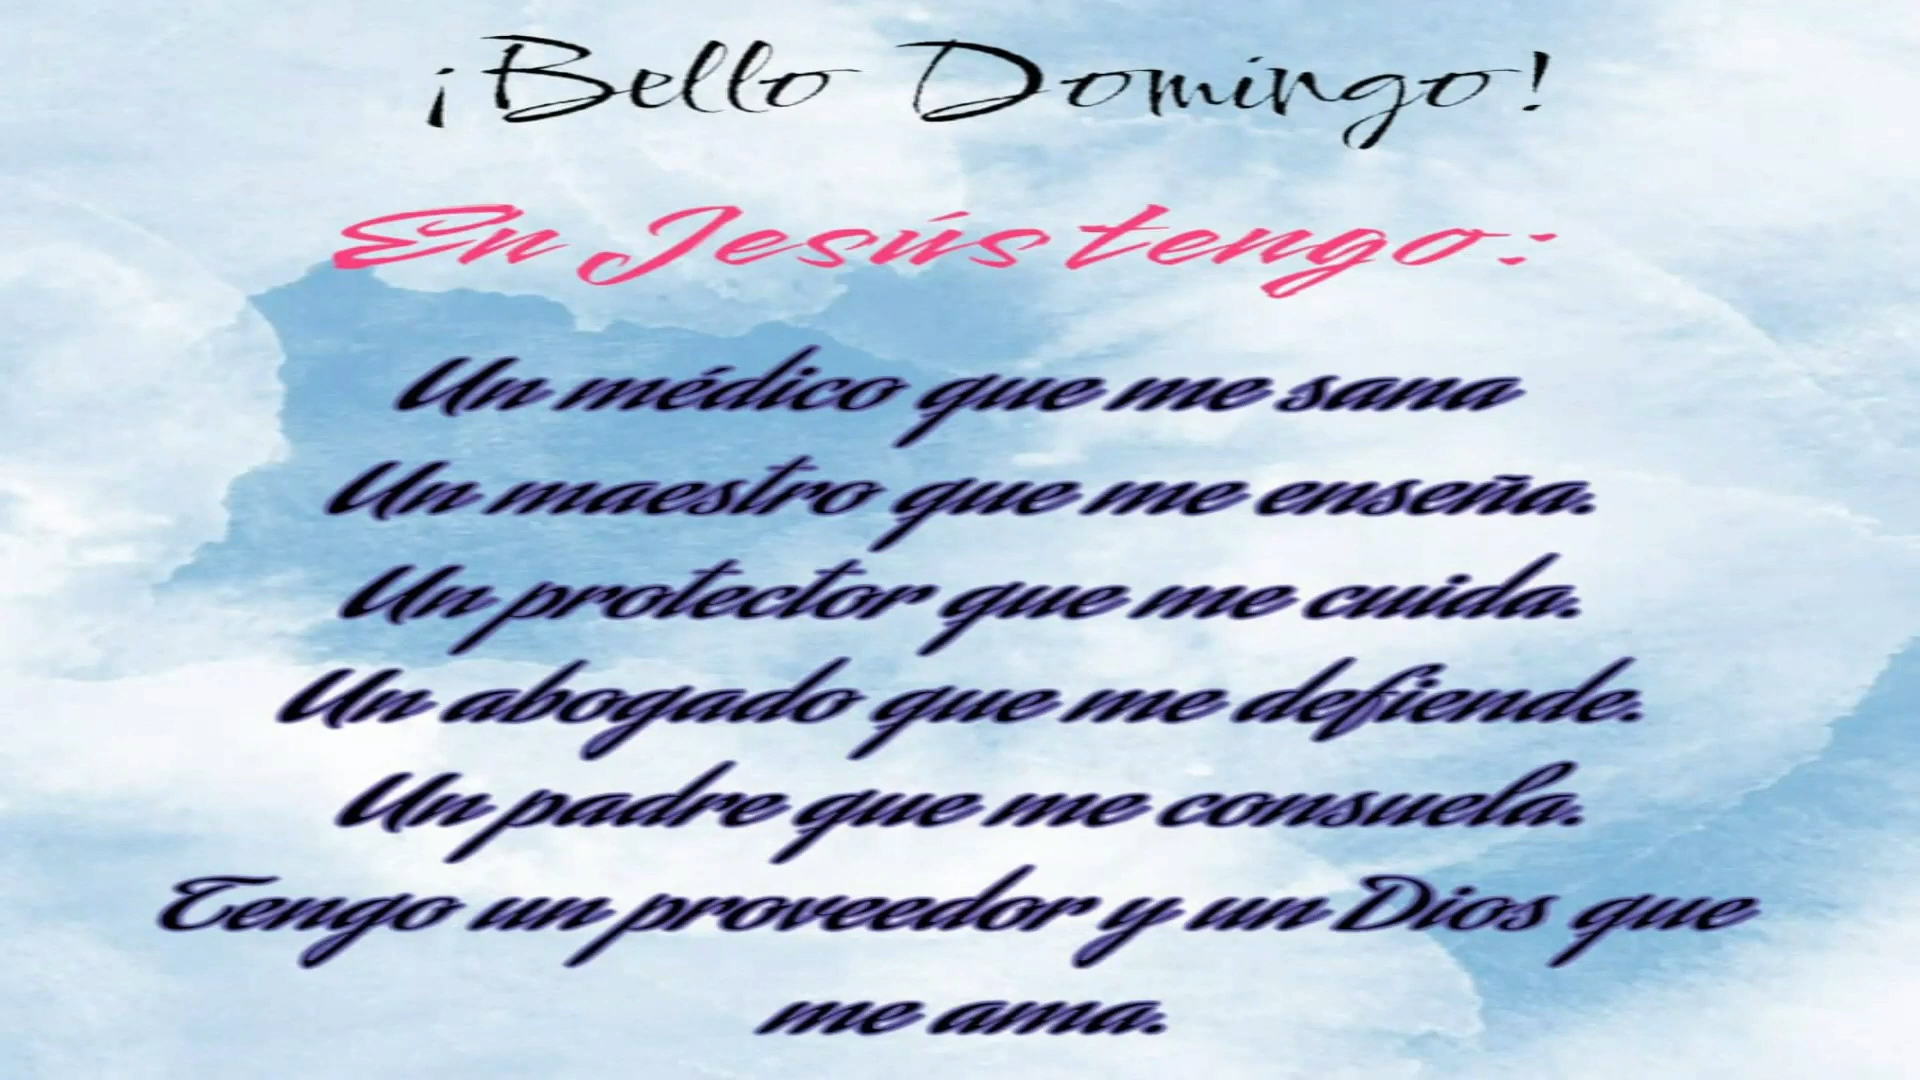 ¡Bello Domingo!
En Jesús tengo:
Un médico que me sana
Un maestro que me enseña.
Un protector que me cuida.
Un abogado que me defiende.
Un padre que me consuela.
Tengo un proveedor y un Dios que
me ama.